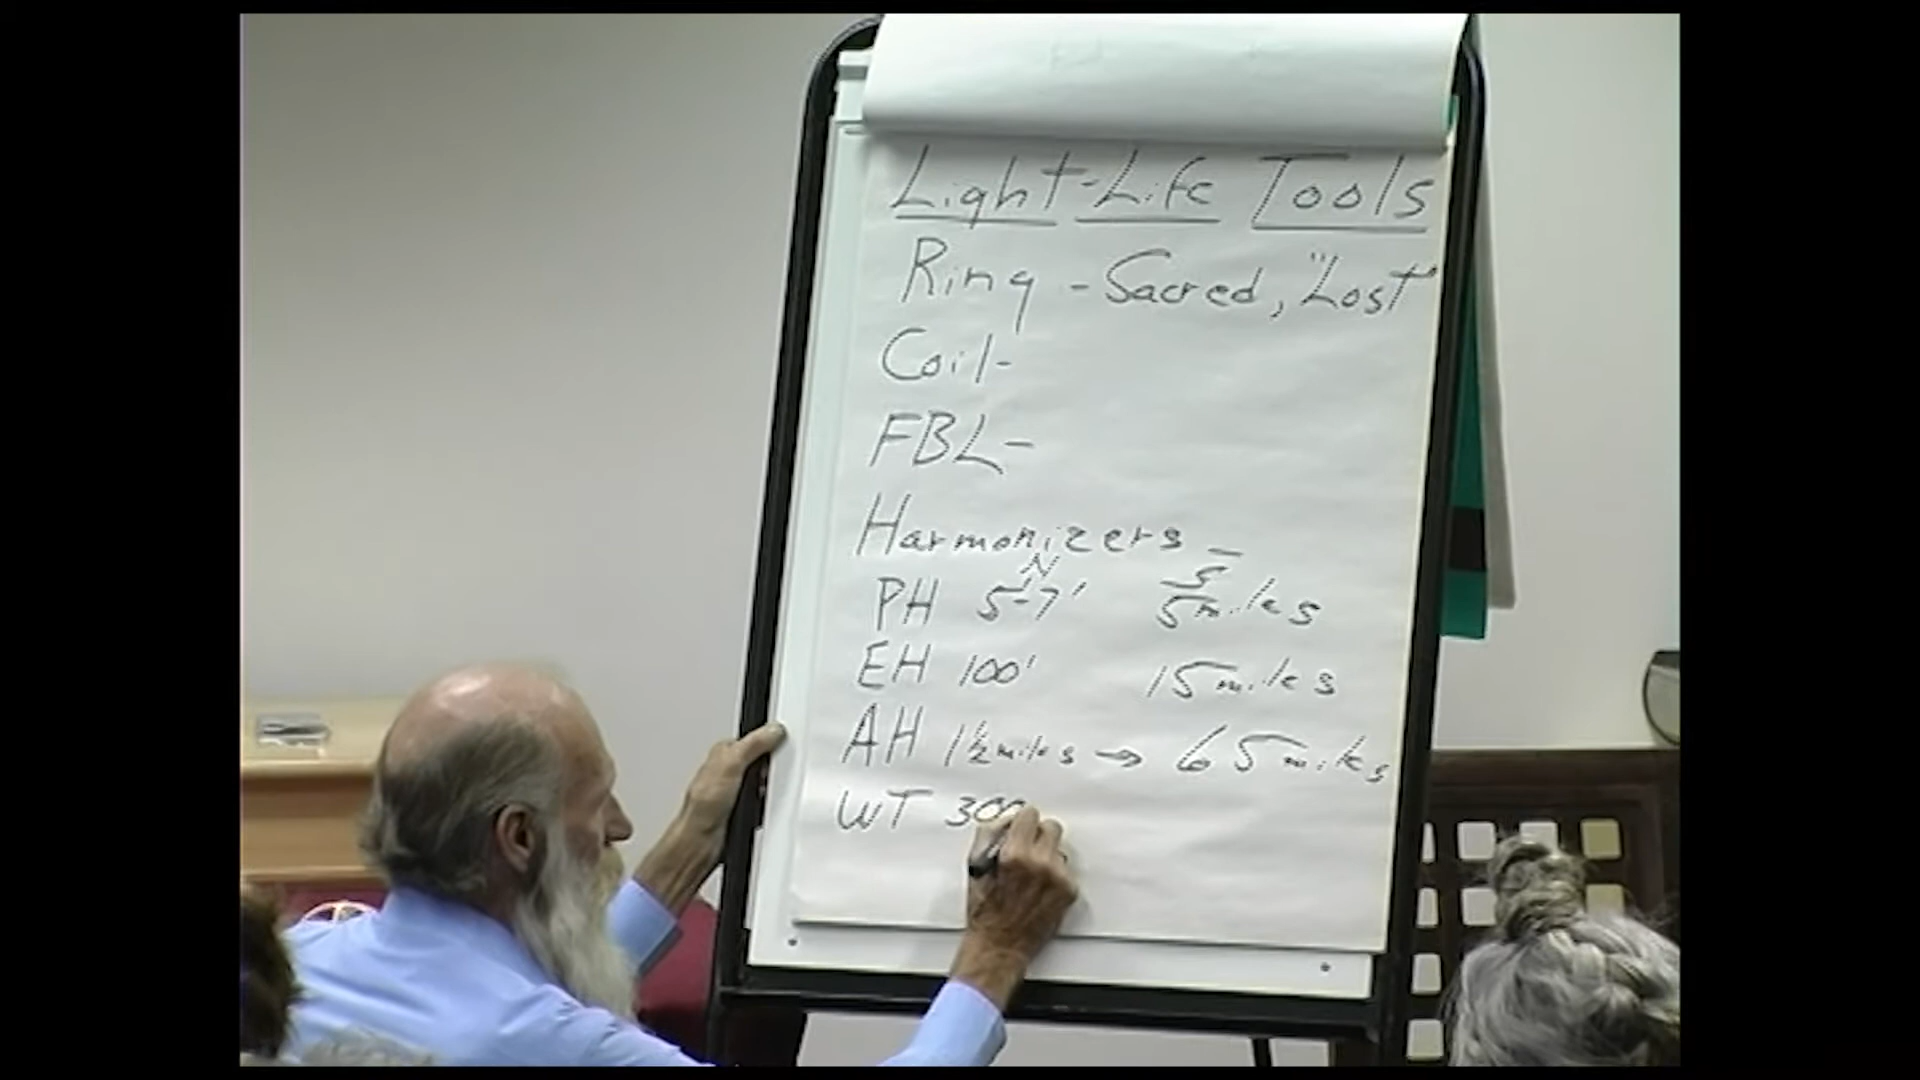 Light-Life Tools
Ring - Sacred, "Lost"
Coil-
FBL-
Harmonizers -
N S
PH 5-7' 5 miles
EH 100' 15 miles
AH 1½ miles → 65 miles
WT 300